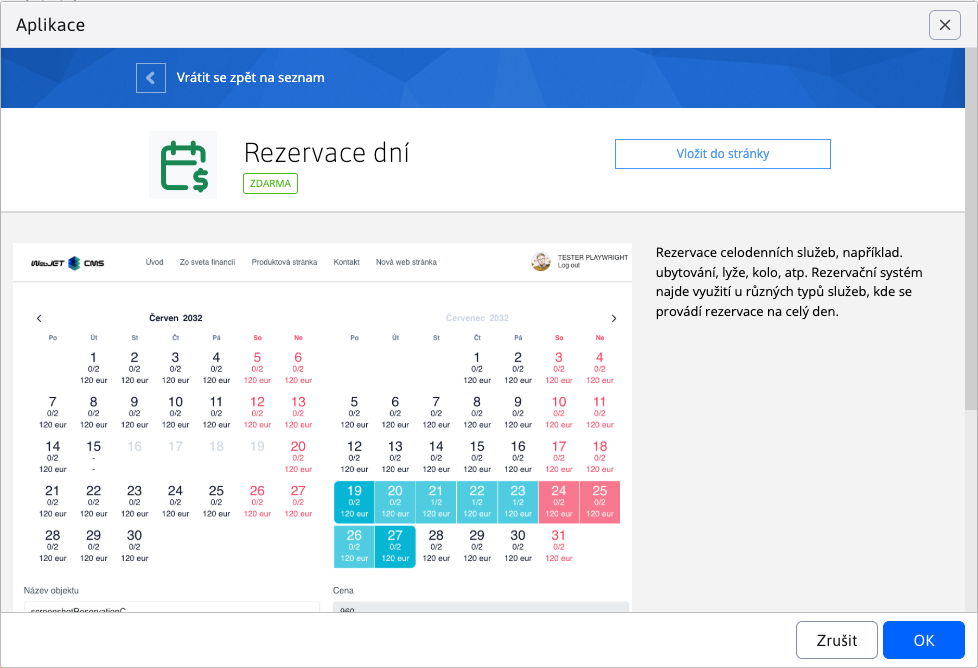 Aplikace
Vrátit se zpět na seznam
Rezervace dní
ZDARMA
Vložit do stránky
WebJET CMS
Úvod Zo sveta financií Produktová stránka Kontakt Nová web stránka
TESTER PLAYWRIGHT
Log out
Červen 2032
Po Út St Čt Pá So Ne
1 2 3 4 5 6
0/2 0/2 0/2 0/2 0/2 0/2
120 eur 120 eur 120 eur 120 eur 120 eur 120 eur
7 8 9 10 11 12 13
0/2 0/2 0/2 0/2 0/2 0/2 0/2
120 eur 120 eur 120 eur 120 eur 120 eur 120 eur 120 eur
14 15 16 17 18 19 20
0/2 - 0/2
120 eur - 120 eur
21 22 23 24 25 26 27
0/2 0/2 0/2 0/2 0/2 0/2 0/2
120 eur 120 eur 120 eur 120 eur 120 eur 120 eur 120 eur
28 29 30
0/2 0/2 0/2
120 eur 120 eur 120 eur
Červenec 2032
Po Út St Čt Pá So Ne
1 2 3 4
0/2 0/2 0/2 0/2
120 eur 120 eur 120 eur 120 eur
5 6 7 8 9 10 11
0/2 0/2 0/2 0/2 0/2 0/2 0/2
120 eur 120 eur 120 eur 120 eur 120 eur 120 eur 120 eur
12 13 14 15 16 17 18
0/2 0/2 0/2 0/2 0/2 0/2 0/2
120 eur 120 eur 120 eur 120 eur 120 eur 120 eur 120 eur
19 20 21 22 23 24 25
0/2 0/2 1/2 1/2 1/2 0/2 0/2
120 eur 120 eur 120 eur 120 eur 120 eur 120 eur 120 eur
26 27 28 29 30 31
0/2 0/2 0/2 0/2 0/2 0/2
120 eur 120 eur 120 eur 120 eur 120 eur 120 eur
Název objektu
screenshotReservationC
Cena
960
Rezervace celodenních služeb, například.
ubytování, lyže, kolo, atp. Rezervační systém
najde využití u různých typů služeb, kde se
provádí rezervace na celý den.
Zrušit
OK